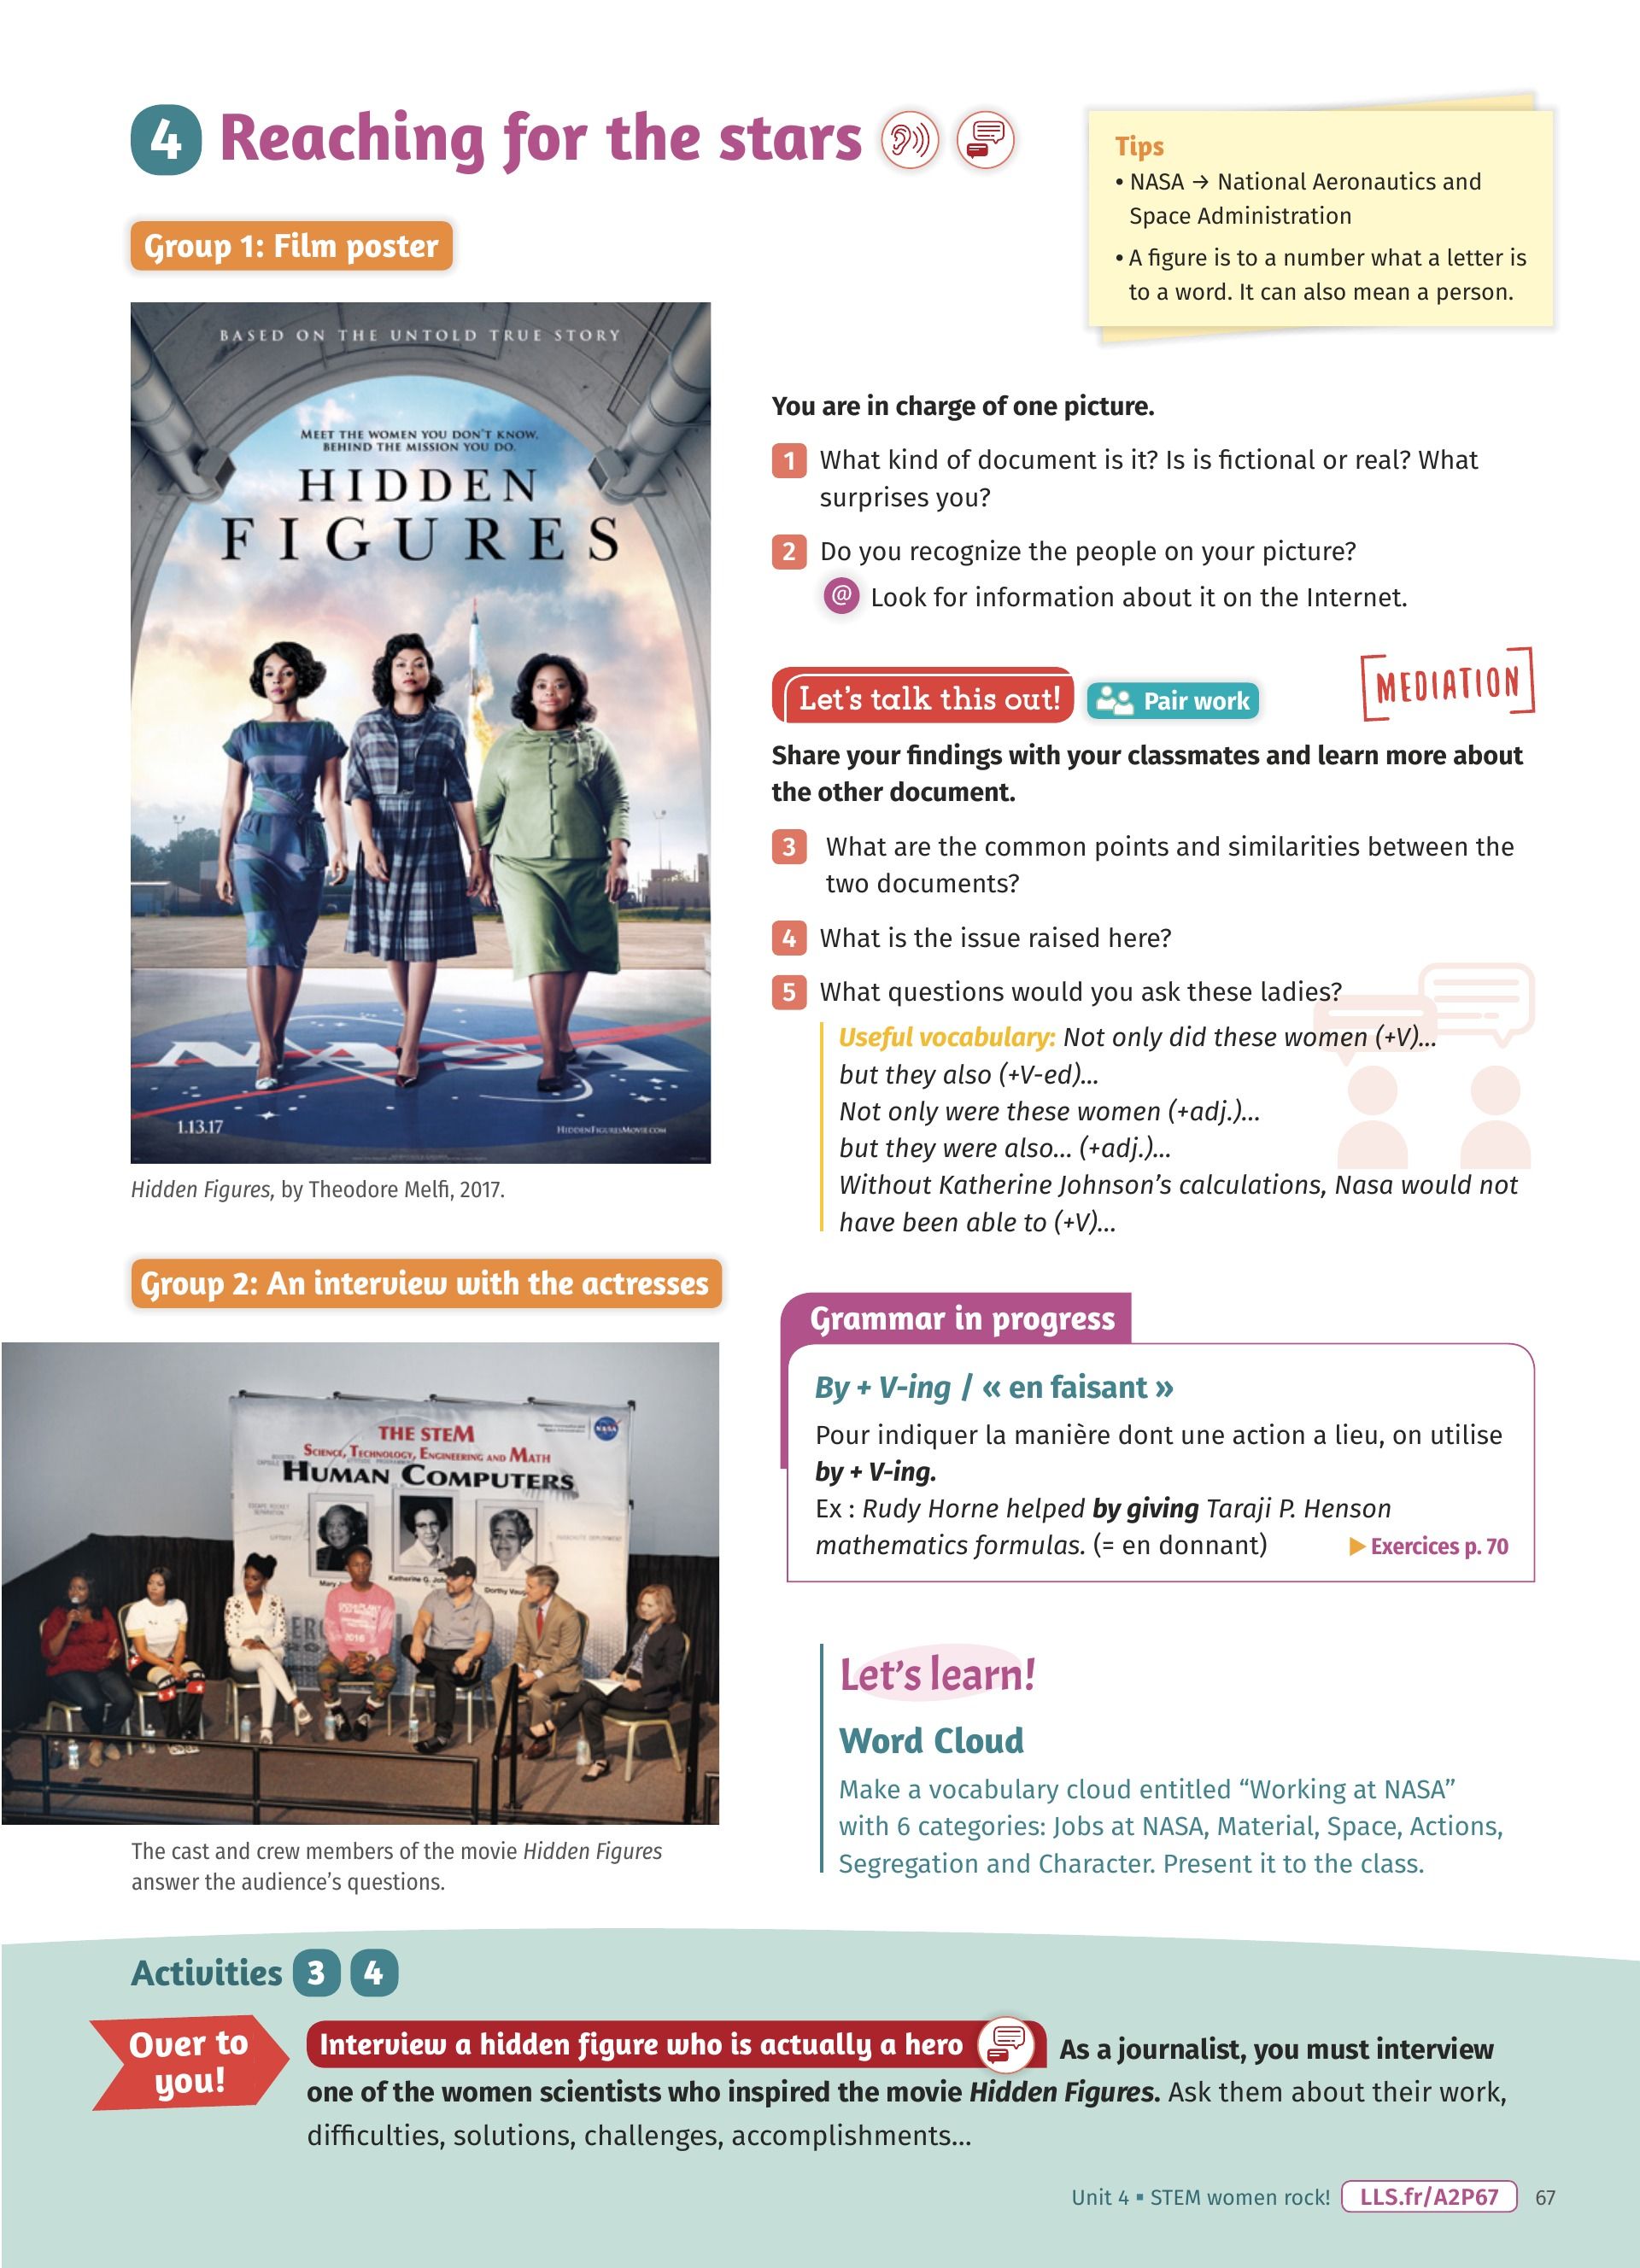 4 Reaching for the stars
Tips
• NASA → National Aeronautics and
Space Administration
• A figure is to a number what a letter is
to a word. It can also mean a person.
Group 1: Film poster
BASED ON THE UNTOLD TRUE STORY
MEET THE WOMEN YOU DON'T KNOW,
BEHIND THE MISSION YOU DO.
HIDDEN
FIGURES
NASA
1.13.17
HIDDENFIGURESMOVIE.COM
Hidden Figures, by Theodore Melfi, 2017.
You are in charge of one picture.
1 What kind of document is it? Is is fictional or real? What
surprises you?
2 Do you recognize the people on your picture?
@ Look for information about it on the Internet.
Let's talk this out! Pair work
MEDIATION
Share your findings with your classmates and learn more about
the other document.
3 What are the common points and similarities between the
two documents?
4 What is the issue raised here?
5 What questions would you ask these ladies?
Useful vocabulary: Not only did these women (+V)...
but they also (+V-ed)...
Not only were these women (+adj.)...
but they were also... (+adj.)...
Without Katherine Johnson's calculations, Nasa would not
have been able to (+V)...
Group 2: An interview with the actresses
NASA
THE STEM
SCIENCE, TECHNOLOGY, ENGINEERING AND MATH
HUMAN COMPUTERS
Mary
Katherine G.
Dorthy
The cast and crew members of the movie Hidden Figures
answer the audience's questions.
Grammar in progress
By + V-ing / « en faisant »
Pour indiquer la manière dont une action a lieu, on utilise
by + V-ing.
Ex : Rudy Horne helped by giving Taraji P. Henson
mathematics formulas. (= en donnant)
▶ Exercices p. 70
Let's learn!
Word Cloud
Make a vocabulary cloud entitled “Working at NASA”
with 6 categories: Jobs at NASA, Material, Space, Actions,
Segregation and Character. Present it to the class.
Activities 3 4
Over to
you!
Interview a hidden figure who is actually a hero As a journalist, you must interview
one of the women scientists who inspired the movie Hidden Figures. Ask them about their work,
difficulties, solutions, challenges, accomplishments...
Unit 4 ▪ STEM women rock! LLS.fr/A2P67 67